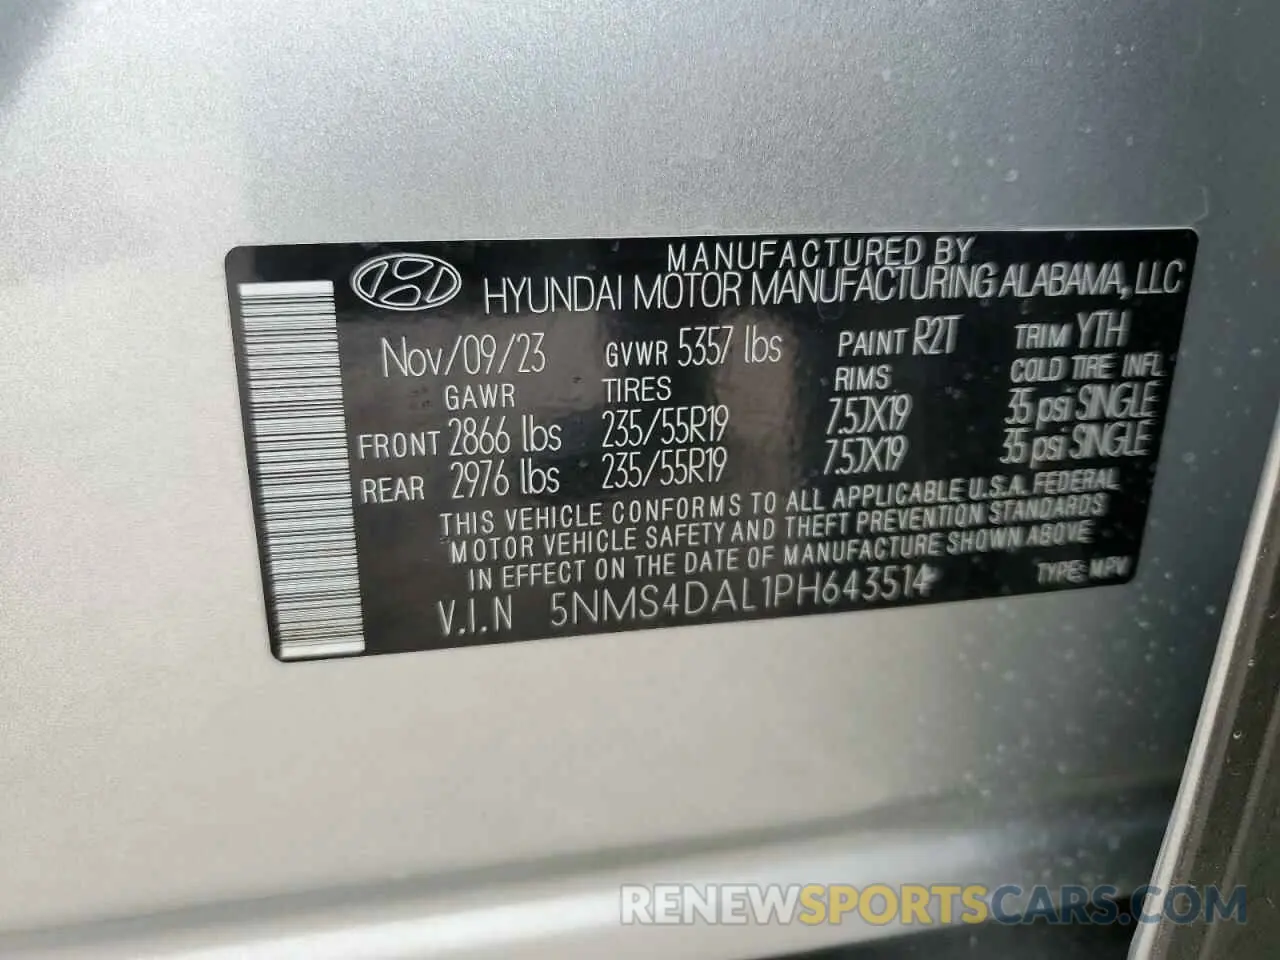 MANUFACTURED BY
HYUNDAI MOTOR MANUFACTURING ALABAMA, LLC
Nov/09/23 GVWR 5357 lbs PAINT R2T TRIM YTH
GAWR TIRES RIMS COLD TIRE INFL
FRONT 2866 lbs 235/55R19 7.5JX19 35 psi SINGLE
REAR 2976 lbs 235/55R19 7.5JX19 35 psi SINGLE
THIS VEHICLE CONFORMS TO ALL APPLICABLE U.S.A. FEDERAL
MOTOR VEHICLE SAFETY AND THEFT PREVENTION STANDARDS
IN EFFECT ON THE DATE OF MANUFACTURE SHOWN ABOVE
V.I.N 5NMS4DAL1PH643514 TYPE: MPV
RENEWSPORTSCARS.COM